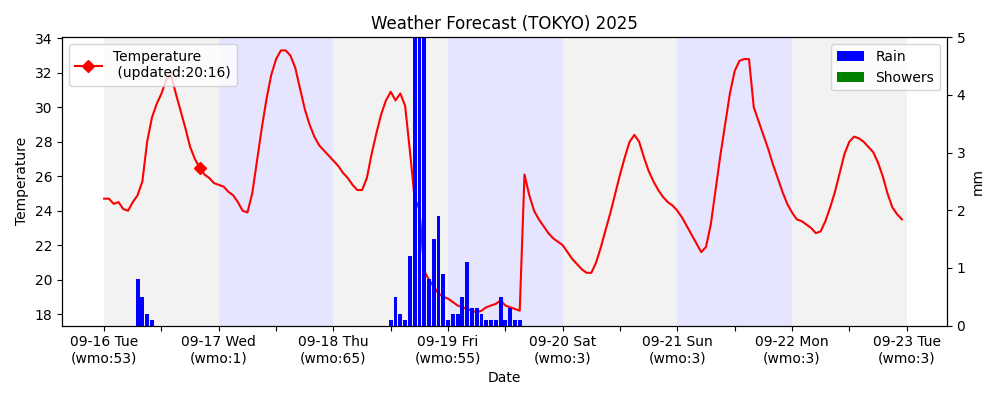 Weather Forecast (TOKYO) 2025
Temperature
(updated:20:16)
Rain
Showers
34
32
30
28
26
24
22
20
18
Temperature
5
4
3
2
1
0
mm
09-16 Tue
(wmo:53)
09-17 Wed
(wmo:1)
09-18 Thu
(wmo:65)
09-19 Fri
(wmo:55)
09-20 Sat
(wmo:3)
09-21 Sun
(wmo:3)
09-22 Mon
(wmo:3)
09-23 Tue
(wmo:3)
Date